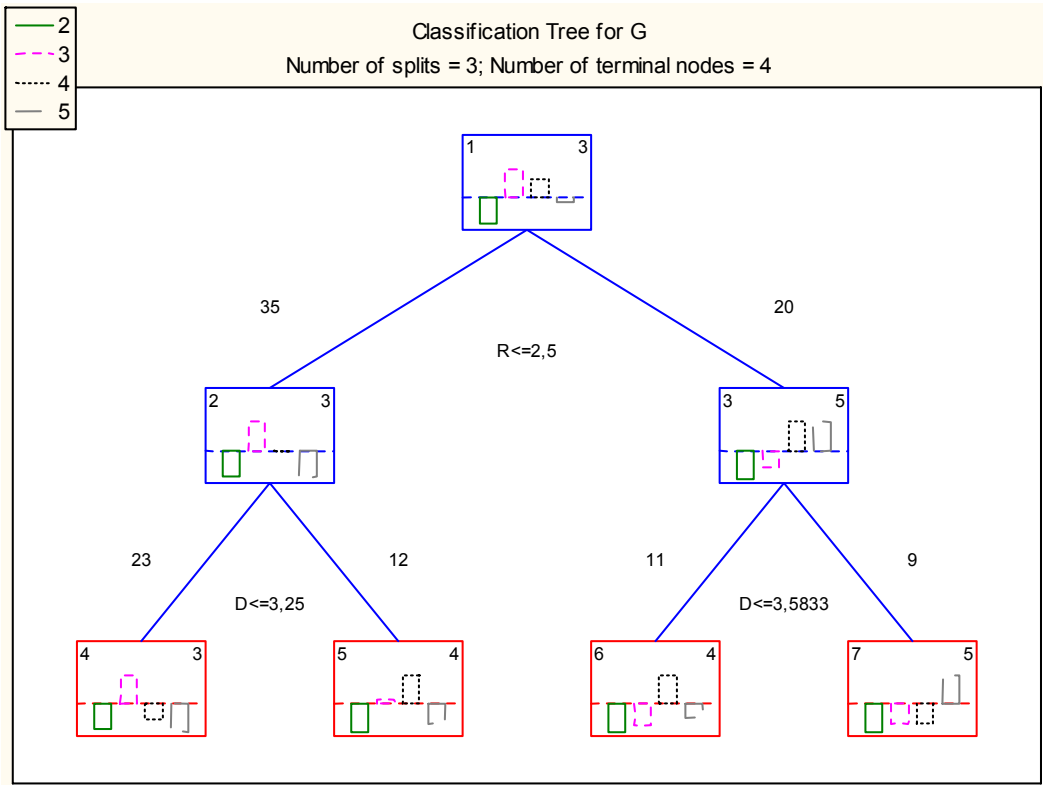 2
3
4
5
Classification Tree for G
Number of splits = 3; Number of terminal nodes = 4
1 3
35 20
R<=2,5
2 3
3 5
23 12 11 9
D<=3,25 D<=3,5833
4 3
5 4
6 4
7 5